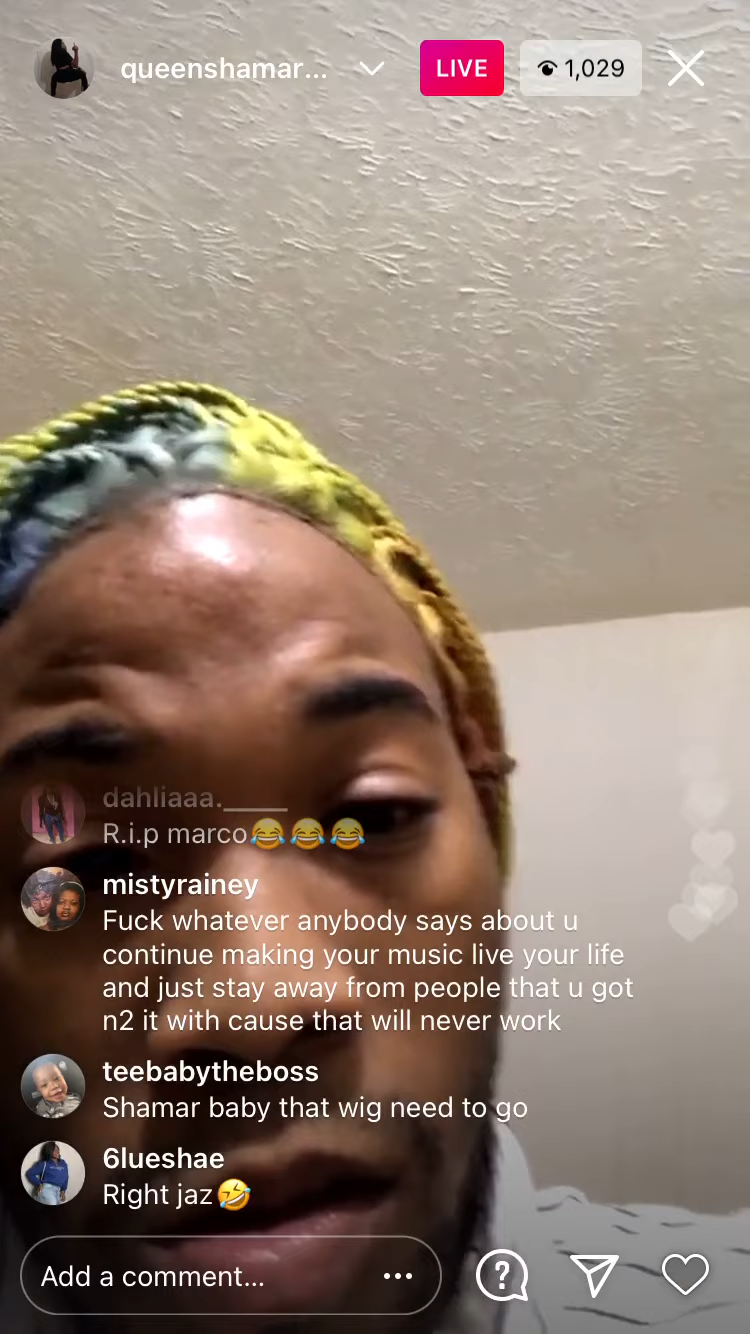 queenshamar...
LIVE
1,029
dahliaaa._____
R.i.p marco😂😂😂
mistyrainey
Fuck whatever anybody says about u
continue making your music live your life
and just stay away from people that u got
n2 it with cause that will never work
teebabytheboss
Shamar baby that wig need to go
6lueshae
Right jaz🤣
Add a comment...